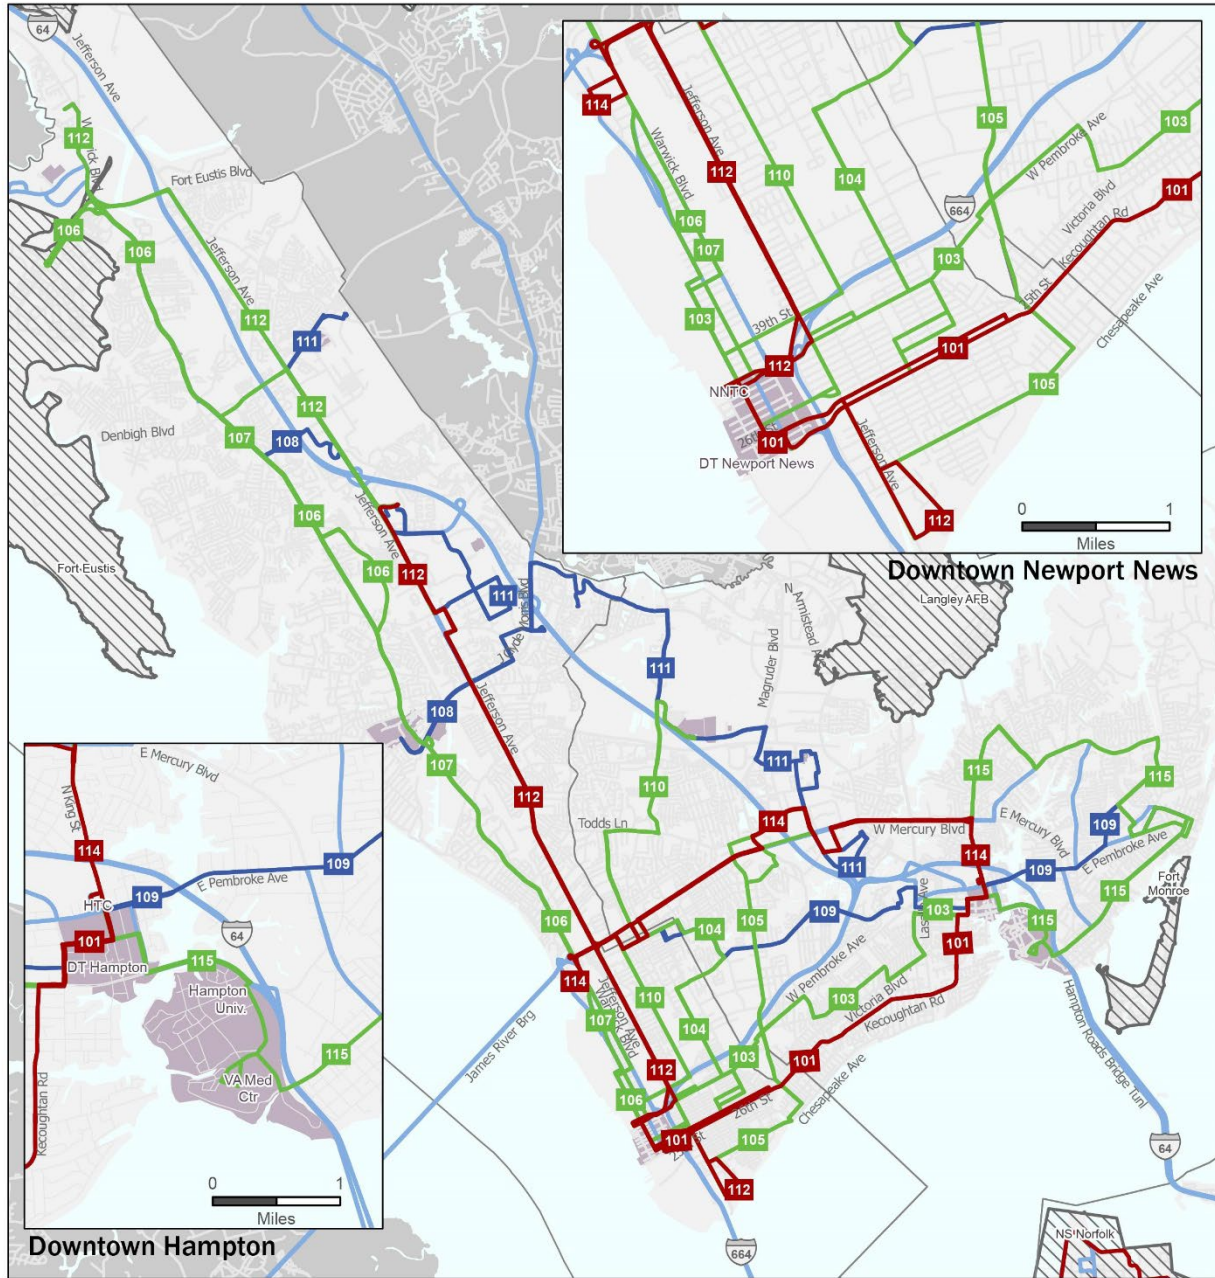 64
Jefferson Ave
112
Warwick Blvd
Fort Eustis Blvd
106
106
Jefferson Ave
112
111
112
Denbigh Blvd
107
108
106
Jefferson Ave
106
112
Fort Eustis
111
J Clyde Morris Blvd
111
Magruder Blvd
108
Jefferson Ave
107
111
110
112
114
Todds Ln
W Mercury Blvd
115
115
E Mercury Blvd
109
E Pembroke Ave
111
114
109
115
Fort Monroe
106
104
105
109
103
115
101
114
Jefferson Ave
Warwick Blvd
107
110
104
W Pembroke Ave
103
Victoria Blvd
Kecoughtan Rd
103
101
112
106
26th St
Chesapeake Ave
101
105
112
James River Brg
Hampton Roads Bridge Tunl
64
664
NS Norfolk
Langley AFB
114
Warwick Blvd
Jefferson Ave
112
110
104
105
103
W Pembroke Ave
101
664
Victoria Blvd
Kecoughtan Rd
106
107
103
103
39th St
25th St
Chesapeake Ave
101
112
105
NNTC
26th St
101
DT Newport News
Jefferson Ave
112
0
1
Miles
Downtown Newport News
E Mercury Blvd
N King St
114
109
E Pembroke Ave
109
HTC
64
101
DT Hampton
115
Hampton
Univ.
115
VA Med
Ctr
Kecoughtan Rd
0
1
Miles
Downtown Hampton